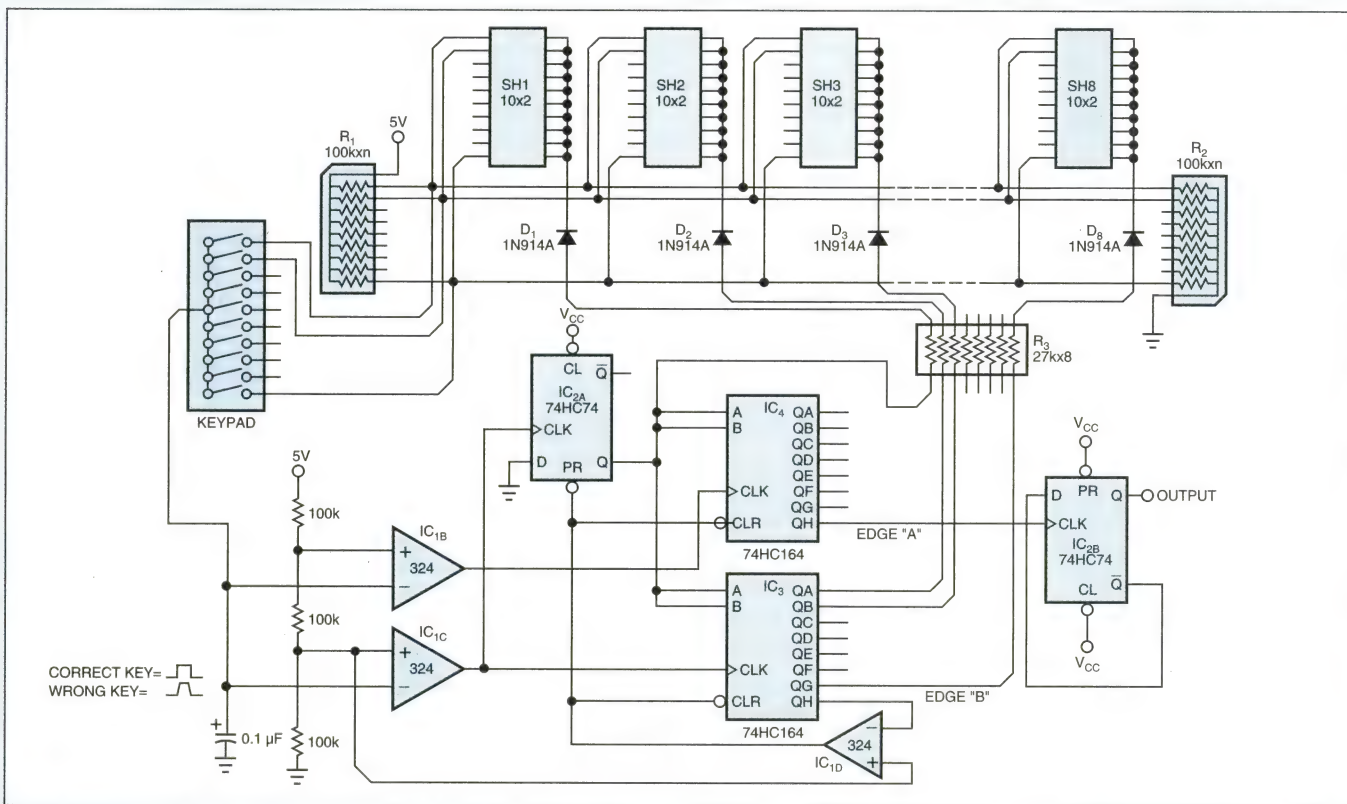 SH1
10x2
SH2
10x2
SH3
10x2
SH8
10x2
5V
R1
100kxn
R2
100kxn
D1
1N914A
D2
1N914A
D3
1N914A
D8
1N914A
KEYPAD
VCC
CL Q̅
IC2A
74HC74
CLK
D PR Q
R3
27kx8
A IC4 QA
B QB
QC
QD
QE
CLK QF
QG
CLR QH
74HC164
EDGE "A"
VCC
D PR Q OUTPUT
CLK
IC2B
74HC74
Q̅
CL
VCC
5V
100k
IC1B
+
324
−
100k
IC1C
+
324
−
A IC3 QA
B QB
QC
QD
QE
CLK QF
QG
CLR QH
74HC164
EDGE "B"
CORRECT KEY=
WRONG KEY=
+
0.1 µF
100k
−
324
+
IC1D